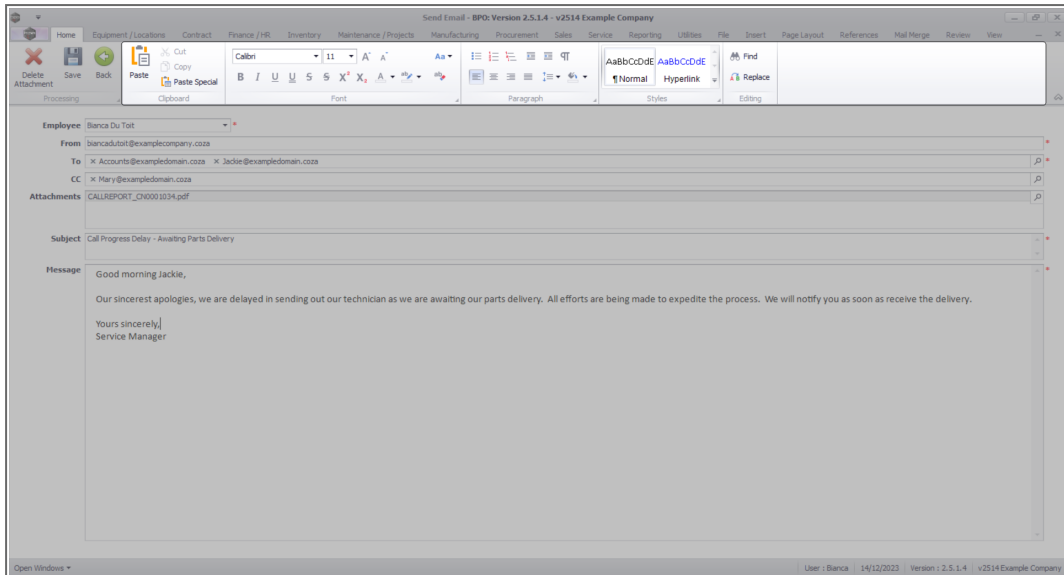 Send Email - BPO: Version 2.5.1.4 - v2514 Example Company
Home Equipment / Locations Contract Finance / HR Inventory Maintenance / Projects Manufacturing Procurement Sales Service Reporting Utilities File Insert Page Layout References Mail Merge Review View
Delete Attachment
Save
Back
Paste
Cut
Copy
Paste Special
Calibri 11
Aa
B I U U S S X² X₂ A
AaBbCcDdE AaBbCcDdE
¶ Normal Hyperlink
Find
Replace
Processing Clipboard Font Paragraph Styles Editing
Employee Bianca Du Toit *
From biancadutoit@examplecompany.coza *
To × Accounts@exampledomain.coza × Jackie@exampledomain.coza *
CC × Mary@exampledomain.coza
Attachments CALLREPORT_CN0001034.pdf
Subject Call Progress Delay - Awaiting Parts Delivery *
Message Good morning Jackie, *
Our sincerest apologies, we are delayed in sending out our technician as we are awaiting our parts delivery. All efforts are being made to expedite the process. We will notify you as soon as receive the delivery.
Yours sincerely,
Service Manager
Open Windows User : Bianca 14/12/2023 Version : 2.5.1.4 v2514 Example Company